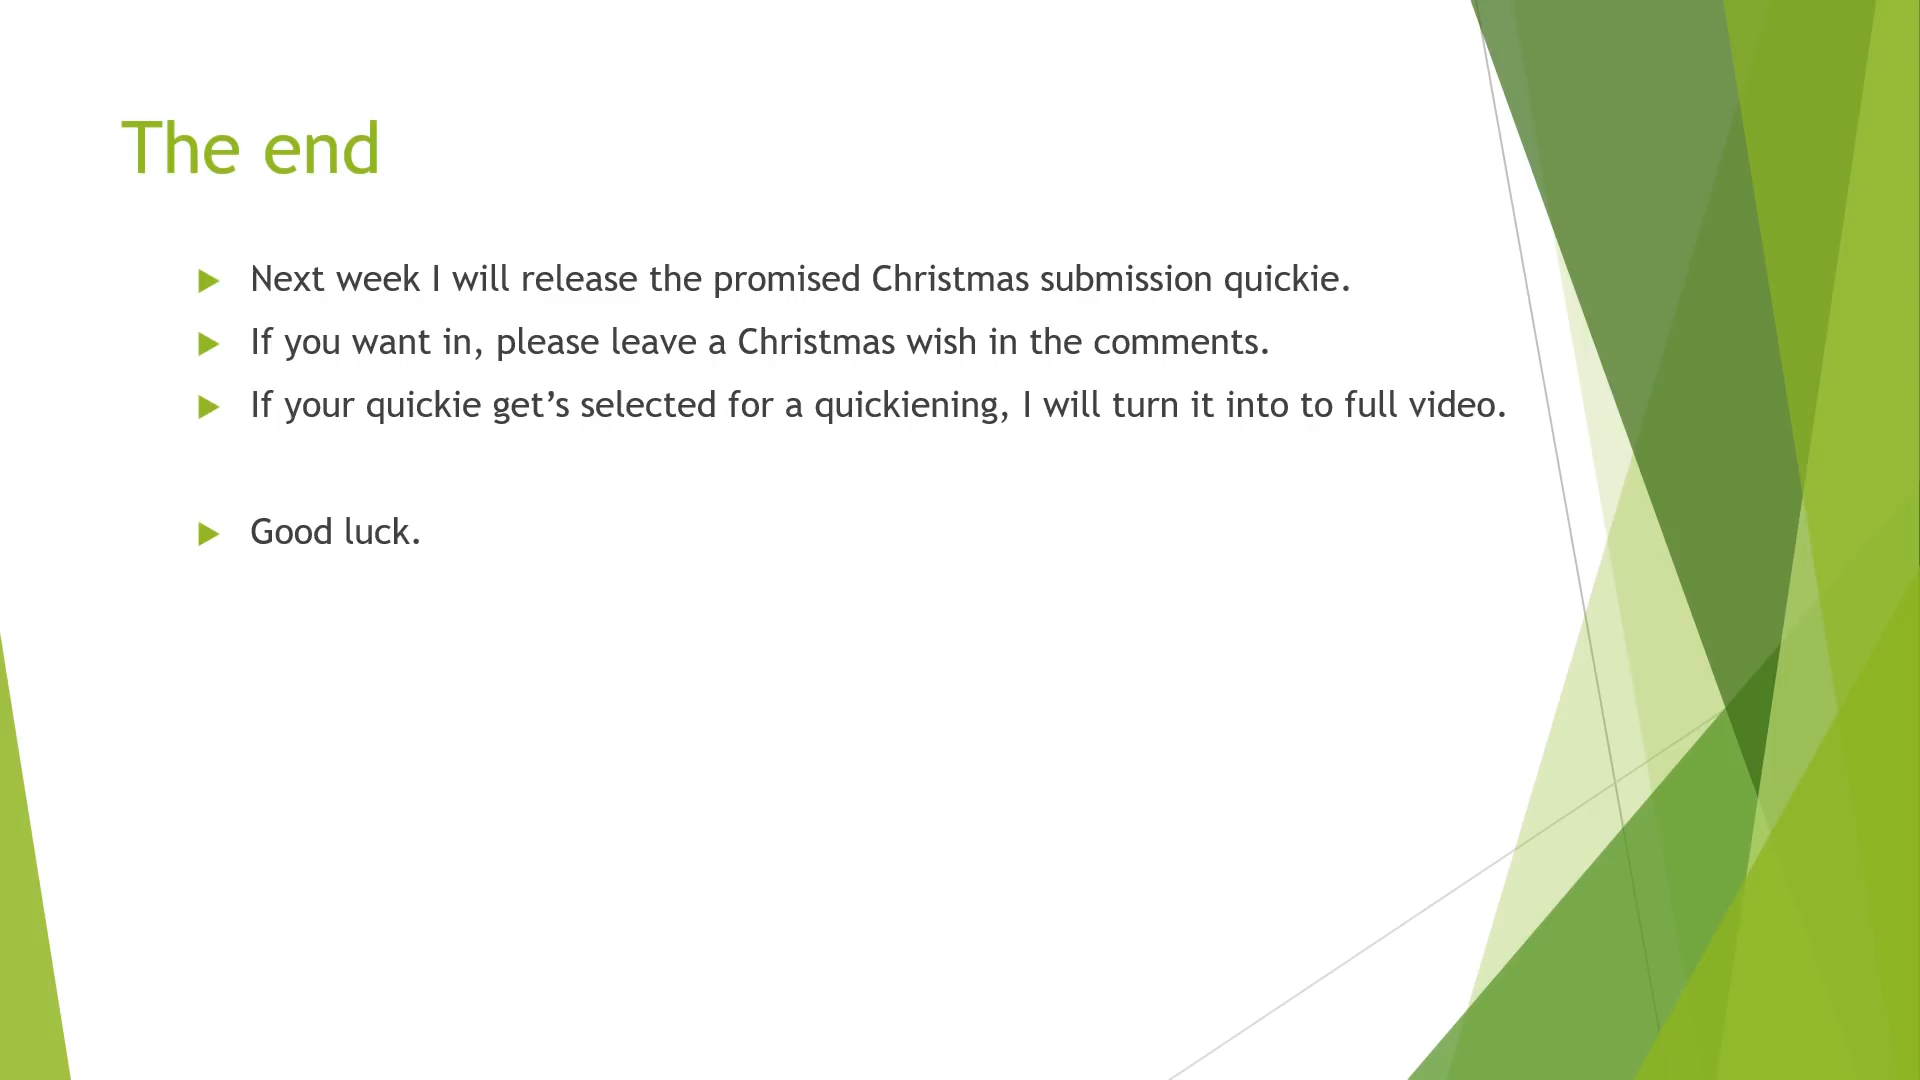 The end
Next week I will release the promised Christmas submission quickie.
If you want in, please leave a Christmas wish in the comments.
If your quickie get’s selected for a quickiening, I will turn it into to full video.
Good luck.